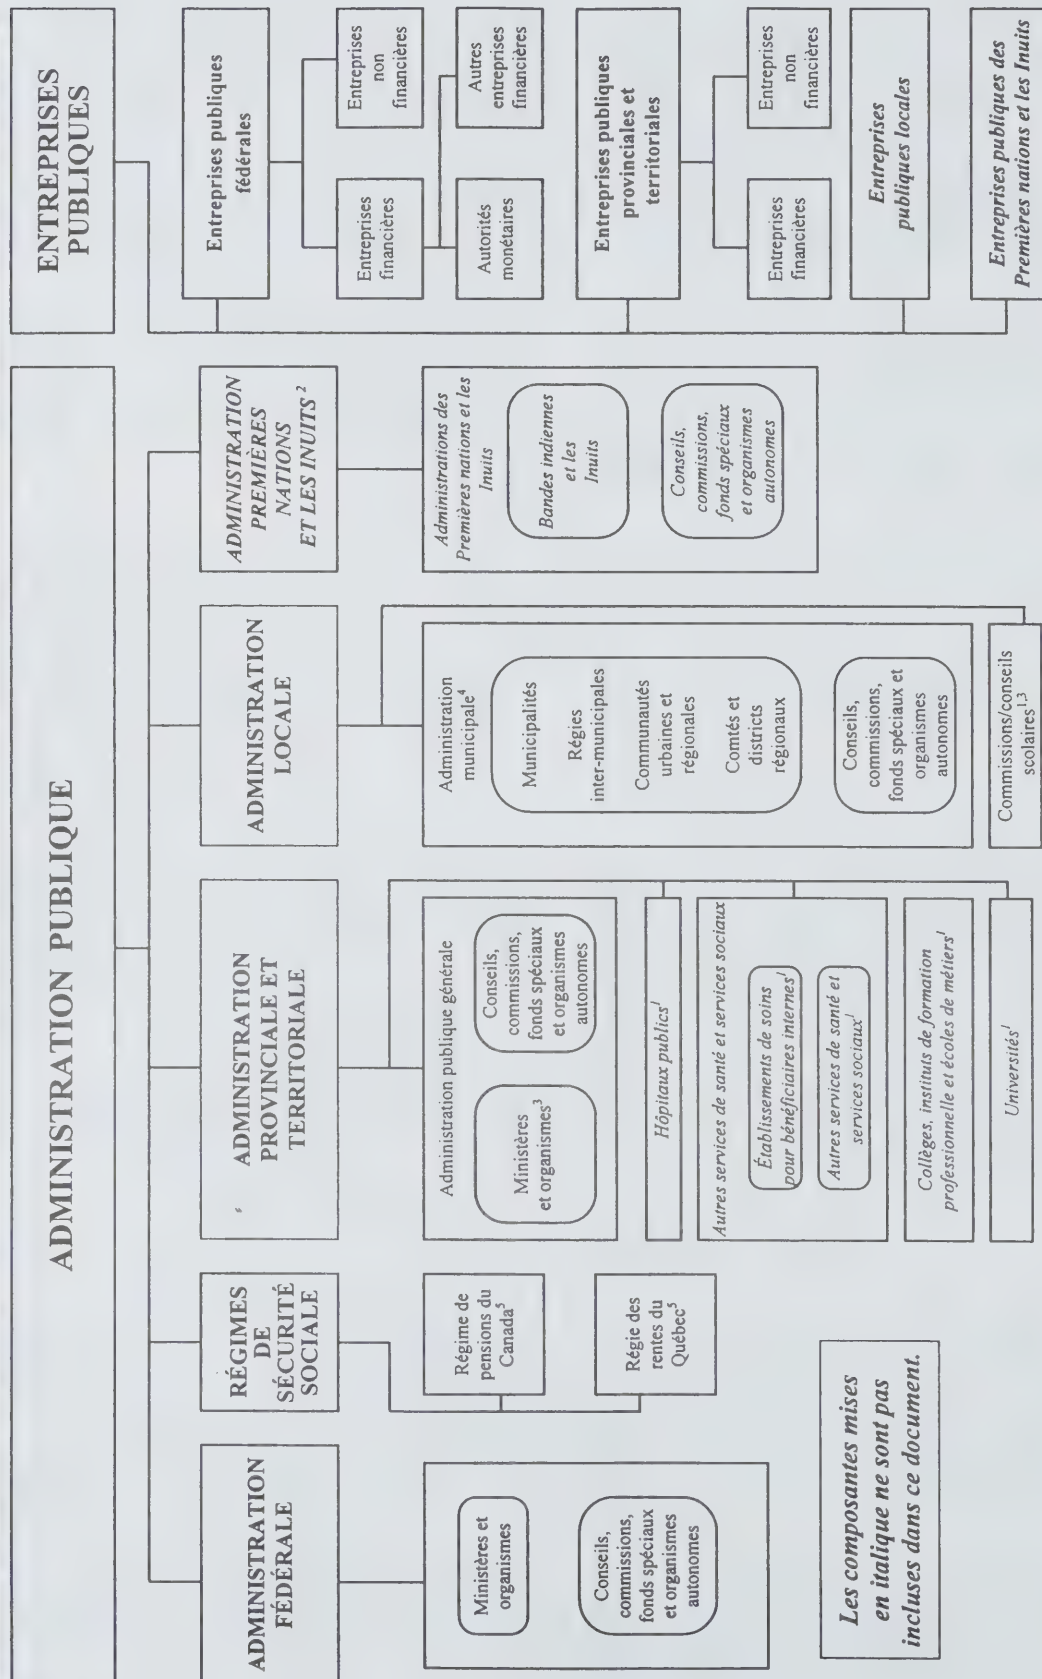 ADMINISTRATION PUBLIQUE
ENTREPRISES
PUBLIQUES
ADMINISTRATION
FÉDÉRALE
Ministères et
organismes
Conseils,
commissions,
fonds spéciaux
et organismes
autonomes
RÉGIMES
DE
SÉCURITÉ
SOCIALE
Régime de
pensions du
Canada⁵
Régie des
rentes du
Québec⁵
ADMINISTRATION
PROVINCIALE ET
TERRITORIALE
Administration publique générale
Ministères
et organismes³
Conseils,
commissions,
fonds spéciaux
et organismes
autonomes
Hôpitaux publics¹
Autres services de santé et services sociaux
Établissements de soins
pour bénéficiaires internes¹
Autres services de santé et
services sociaux¹
Collèges, instituts de formation
professionnelle et écoles de métiers¹
Universités¹
ADMINISTRATION
LOCALE
Administration
municipale⁴
Municipalités
Régies
inter-municipales
Communautés
urbaines et
régionales
Comtés et
districts
régionaux
Conseils,
commissions,
fonds spéciaux et
organismes
autonomes
Commissions/conseils
scolaires¹,³
ADMINISTRATION
PREMIÈRES
NATIONS
ET LES INUITS ²
Administrations des
Premières nations et les
Inuits
Bandes indiennes
et les
Inuits
Conseils,
commissions,
fonds spéciaux
et organismes
autonomes
Entreprises publiques
fédérales
Entreprises
financières
Entreprises
non
financières
Autorités
monétaires
Autres
entreprises
financières
Entreprises publiques
provinciales et
territoriales
Entreprises
financières
Entreprises
non
financières
Entreprises
publiques locales
Entreprises publiques des
Premières nations et les Inuits
Les composantes mises
en italique ne sont pas
incluses dans ce document.